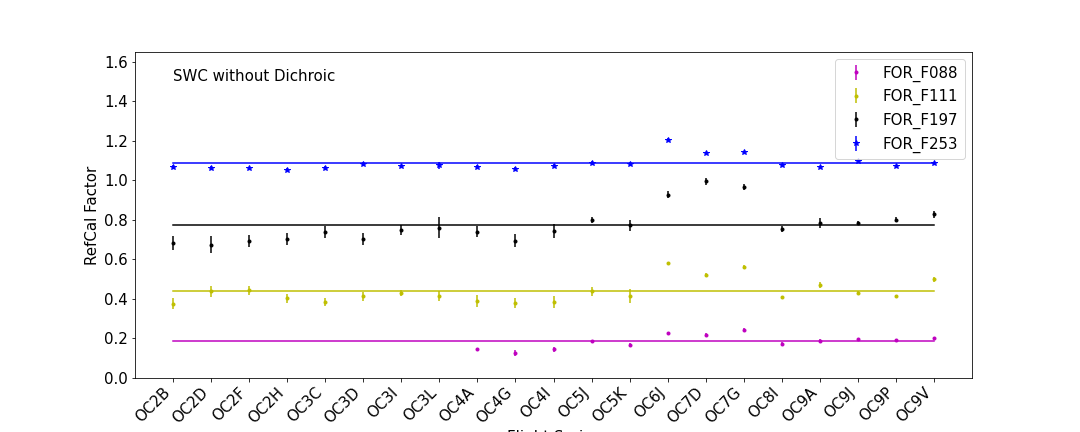 SWC without Dichroic
FOR_F088
FOR_F111
FOR_F197
FOR_F253
RefCal Factor
1.6
1.4
1.2
1.0
0.8
0.6
0.4
0.2
0.0
OC2B OC2D OC2F OC2H OC3C OC3D OC3I OC3L OC4A OC4G OC4I OC5J OC5K OC6J OC7D OC7G OC8I OC9A OC9J OC9P OC9V